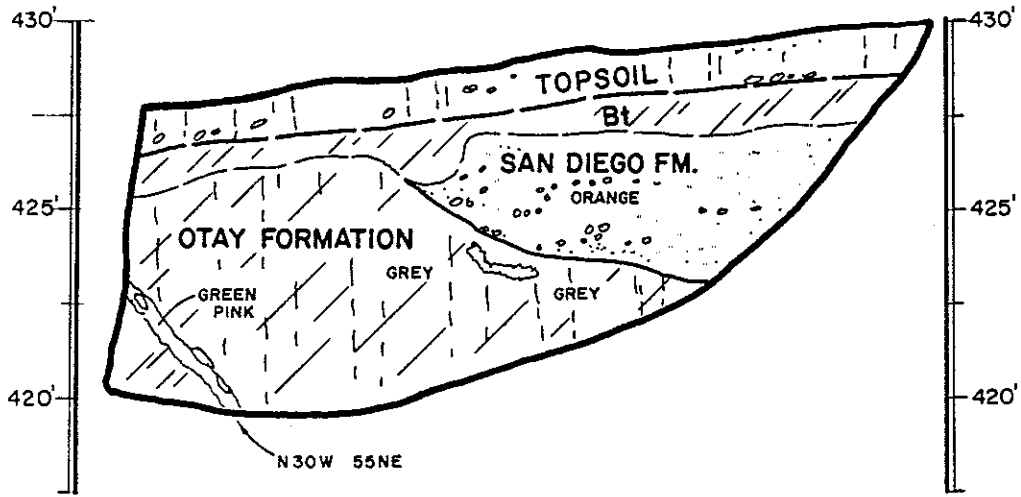 430'
430'
TOPSOIL
Bt
SAN DIEGO FM.
ORANGE
425'
425'
OTAY FORMATION
GREY
GREY
GREEN
PINK
420'
420'
N30W 55NE